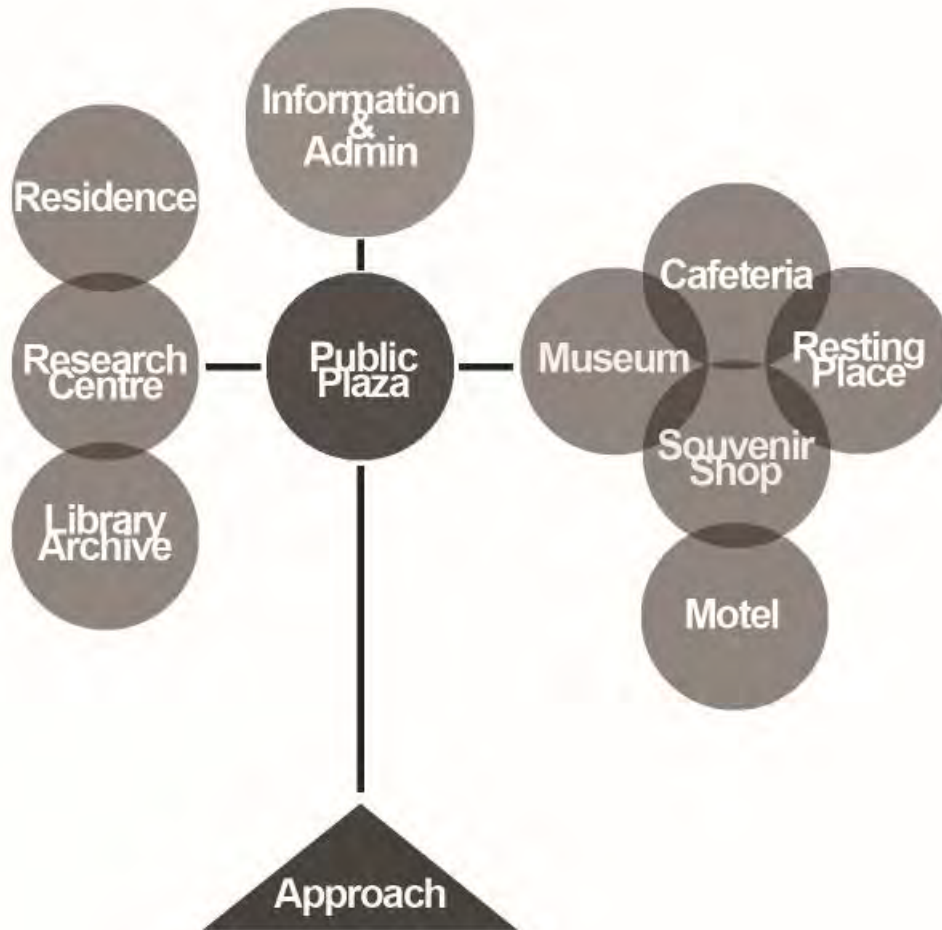 Information
&
Admin
Residence
Cafeteria
Research
Centre
Public
Plaza
Museum
Resting
Place
Souvenir
Shop
Library
Archive
Motel
Approach